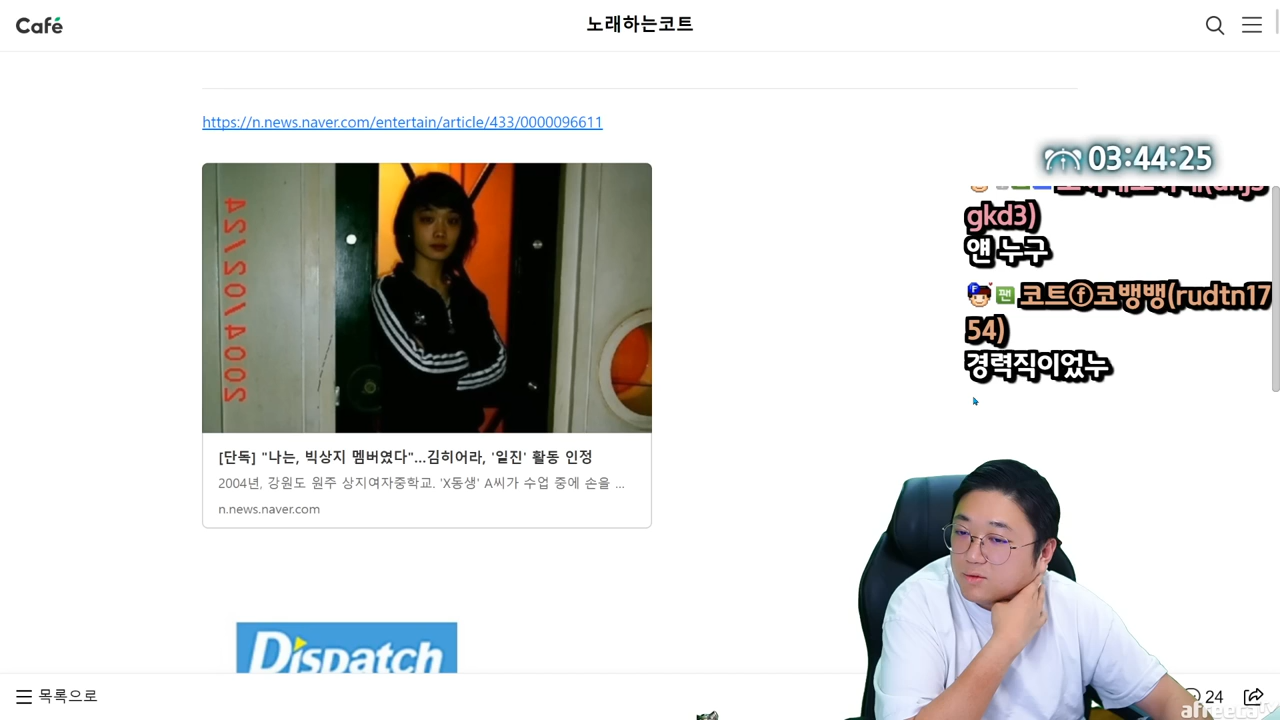 Café
노래하는코트
https://n.news.naver.com/entertain/article/433/0000096611
03:44:25
gkd3)
얜 누구
팬 코트ⓕ코뱅뱅(rudtn17
54)
경력직이었누
2004/02/24
[단독] "나는, 빅상지 멤버였다"…김히어라, '일진' 활동 인정
2004년, 강원도 원주 상지여자중학교. 'X동생' A씨가 수업 중에 손을 ...
n.news.naver.com
Dispatch
목록으로
24
afreecaTV